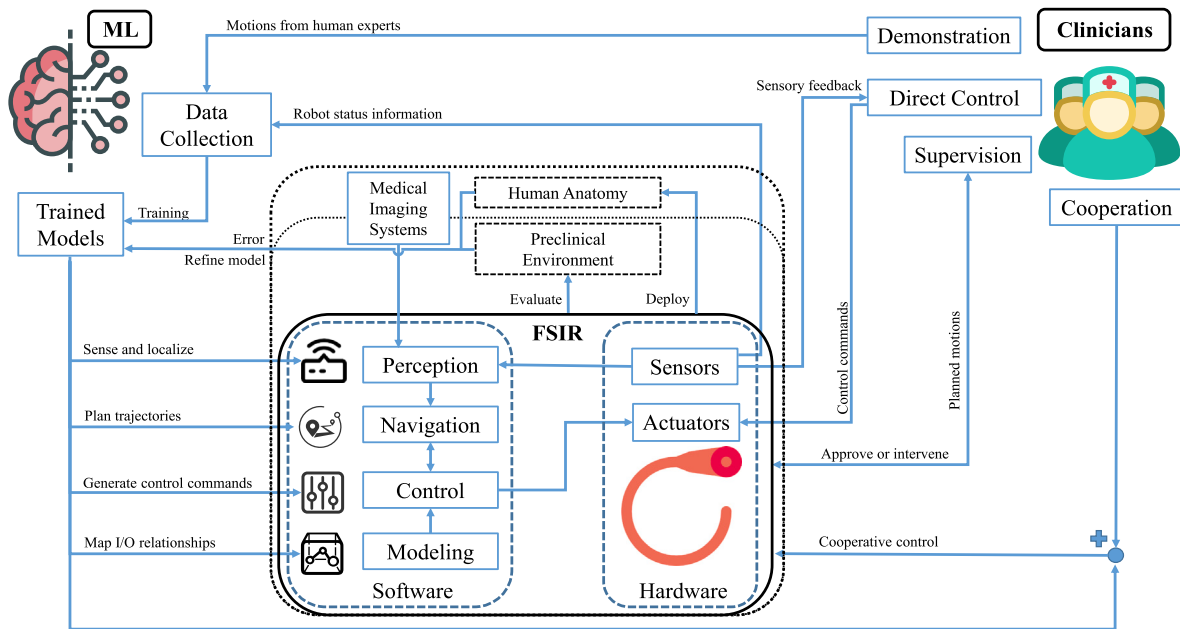 ML
Motions from human experts
Demonstration
Clinicians
Sensory feedback
Direct Control
Data
Collection
Robot status information
Supervision
Medical
Imaging
Systems
Human Anatomy
Trained
Models
Training
Cooperation
Error
Refine model
Preclinical
Environment
Evaluate
Deploy
FSIR
Sense and localize
Perception
Sensors
Control commands
Planned motions
Plan trajectories
Navigation
Actuators
Approve or intervene
Generate control commands
Control
Map I/O relationships
Modeling
Cooperative control
Software
Hardware